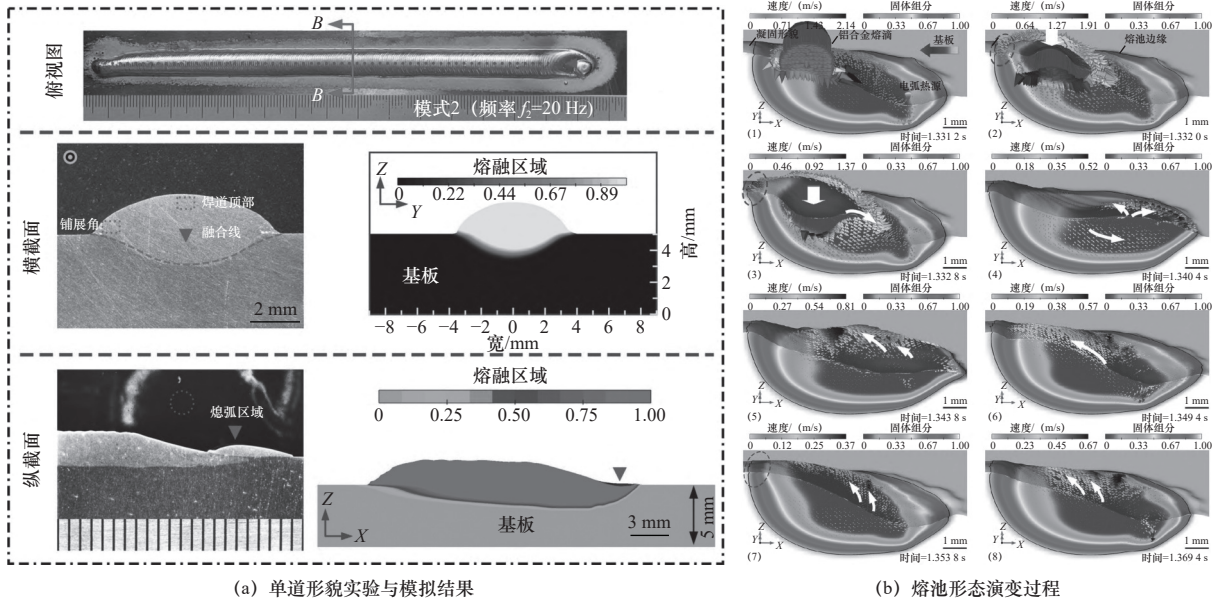 俯视图
B
B
模式2 (频率 f₂=20 Hz)
横截面
焊道顶部
铺展角
融合线
2 mm
熔融区域
Z
Y
0 0.22 0.44 0.67 0.89
基板
4
2
0
高/mm
−8 −6 −4 −2 0 2 4 6 8
宽/mm
纵截面
熄弧区域
熔融区域
0 0.25 0.50 0.75 1.00
Z
X
基板
3 mm
5 mm
(a) 单道形貌实验与模拟结果
速度/ (m/s) 固体组分
0 0.71 1.43 2.14 0 0.33 0.67 1.00
凝固形貌 铝合金熔滴
基板
电弧热源
Z
Y X
1 mm
(1) 时间=1.331 2 s
速度/ (m/s) 固体组分
0 0.64 1.27 1.91 0 0.33 0.67 1.00
熔池边缘
Z
Y X
1 mm
(2) 时间=1.332 0 s
速度/ (m/s) 固体组分
0 0.46 0.92 1.37 0 0.33 0.67 1.00
Z
Y X
1 mm
(3) 时间=1.332 8 s
速度/ (m/s) 固体组分
0 0.18 0.35 0.52 0 0.33 0.67 1.00
Z
Y X
1 mm
(4) 时间=1.340 4 s
速度/ (m/s) 固体组分
0 0.27 0.54 0.81 0 0.33 0.67 1.00
Z
Y X
1 mm
(5) 时间=1.343 8 s
速度/ (m/s) 固体组分
0 0.19 0.38 0.57 0 0.33 0.67 1.00
Z
Y X
1 mm
(6) 时间=1.349 4 s
速度/ (m/s) 固体组分
0 0.12 0.25 0.37 0 0.33 0.67 1.00
Z
Y X
1 mm
(7) 时间=1.353 8 s
速度/ (m/s) 固体组分
0 0.23 0.45 0.67 0 0.33 0.67 1.00
Z
Y X
1 mm
(8) 时间=1.369 4 s
(b) 熔池形态演变过程